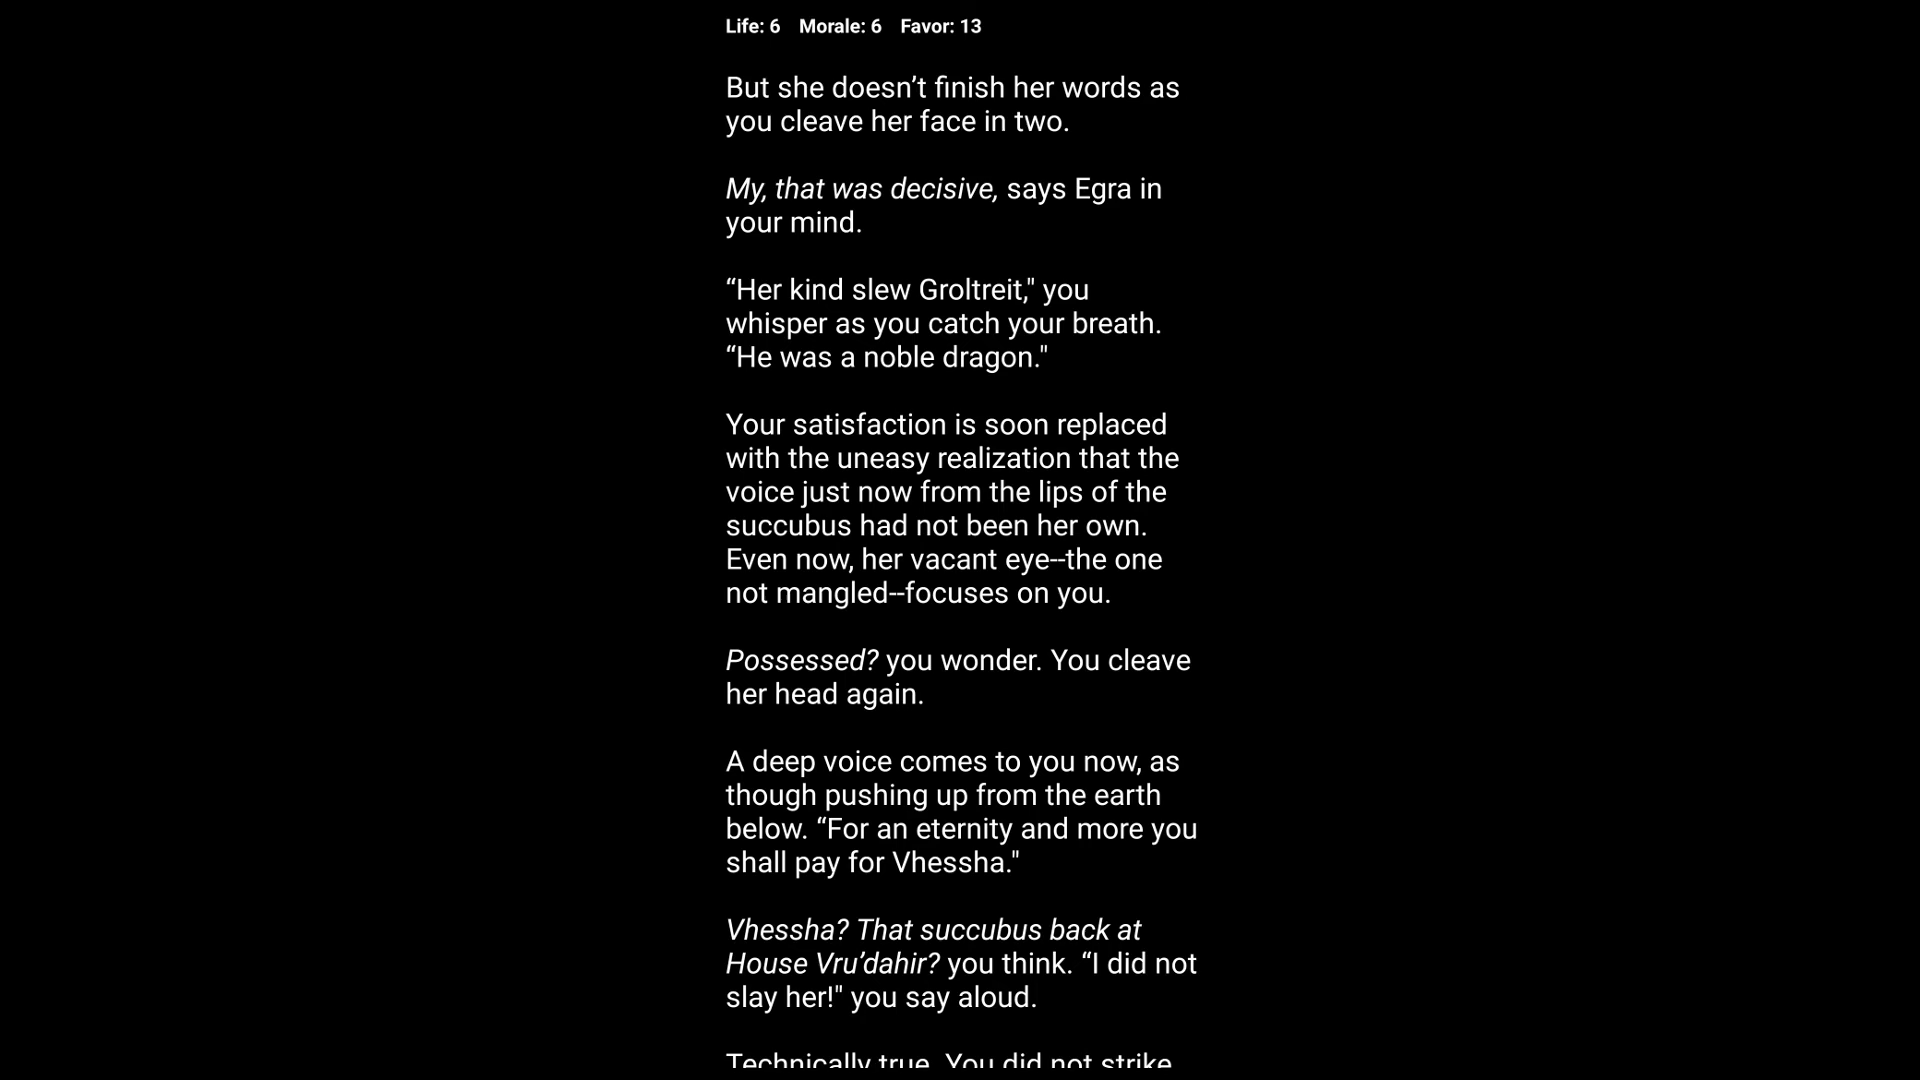 Life: 6 Morale: 6 Favor: 13
But she doesn’t finish her words as
you cleave her face in two.
My, that was decisive, says Egra in
your mind.
“Her kind slew Groltreit," you
whisper as you catch your breath.
“He was a noble dragon."
Your satisfaction is soon replaced
with the uneasy realization that the
voice just now from the lips of the
succubus had not been her own.
Even now, her vacant eye--the one
not mangled--focuses on you.
Possessed? you wonder. You cleave
her head again.
A deep voice comes to you now, as
though pushing up from the earth
below. “For an eternity and more you
shall pay for Vhessha."
Vhessha? That succubus back at
House Vru’dahir? you think. “I did not
slay her!" you say aloud.
Technically true. You did not strike